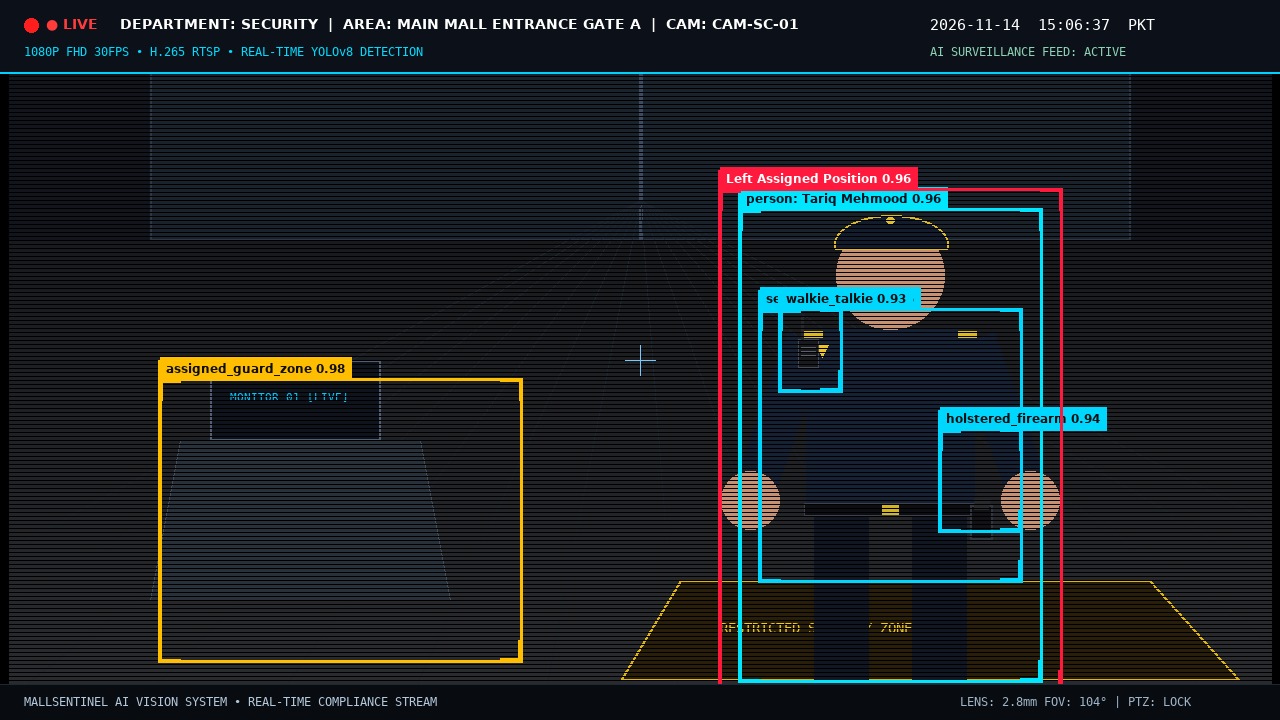 ● LIVE DEPARTMENT: SECURITY | AREA: MAIN MALL ENTRANCE GATE A | CAM: CAM-SC-01 2026-11-14 15:06:37 PKT
1080P FHD 30FPS • H.265 RTSP • REAL-TIME YOLOv8 DETECTION AI SURVEILLANCE FEED: ACTIVE
Left Assigned Position 0.96
person: Tariq Mehmood 0.96
se walkie_talkie 0.93
assigned_guard_zone 0.98
MONITOR 01 [LIVE]
holstered_firearm 0.94
RESTRICTED S Y ZONE
MALLSENTINEL AI VISION SYSTEM • REAL-TIME COMPLIANCE STREAM LENS: 2.8mm FOV: 104° | PTZ: LOCK